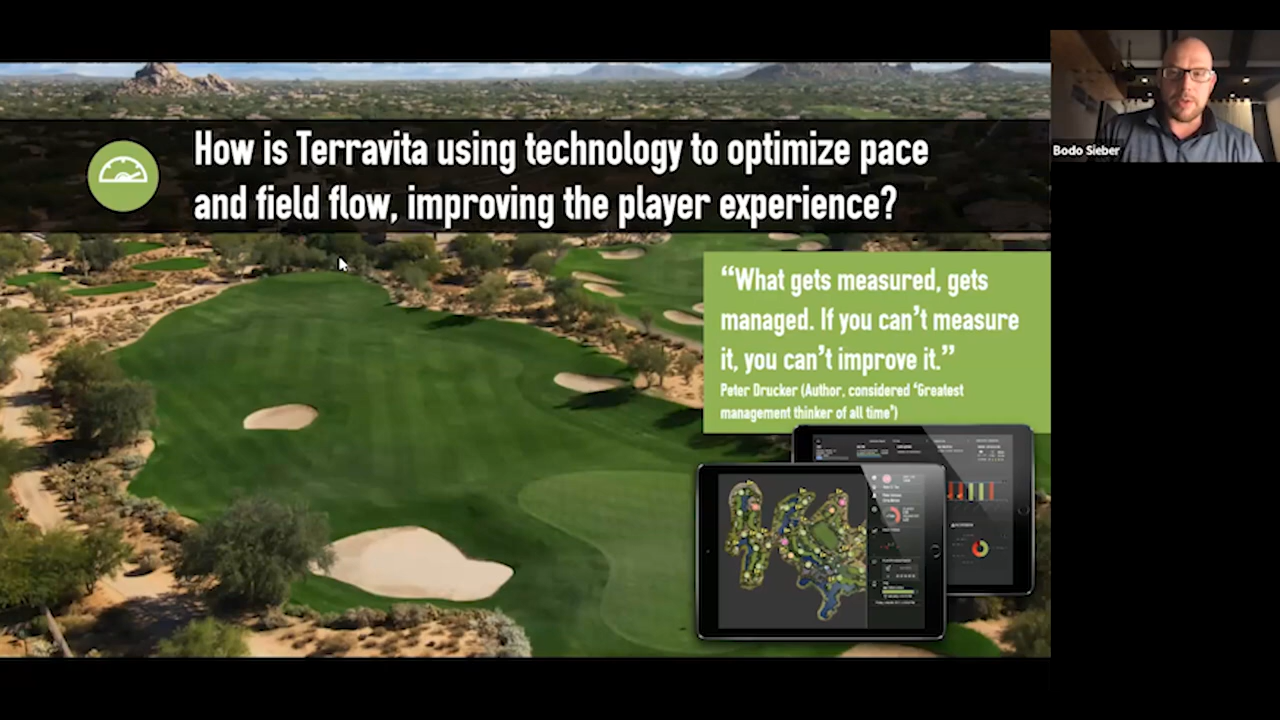 How is Terravita using technology to optimize pace
and field flow, improving the player experience?
Bodo Sieber
“What gets measured, gets
managed. If you can’t measure
it, you can’t improve it.”
Peter Drucker (Author, considered ‘Greatest
management thinker of all time’)